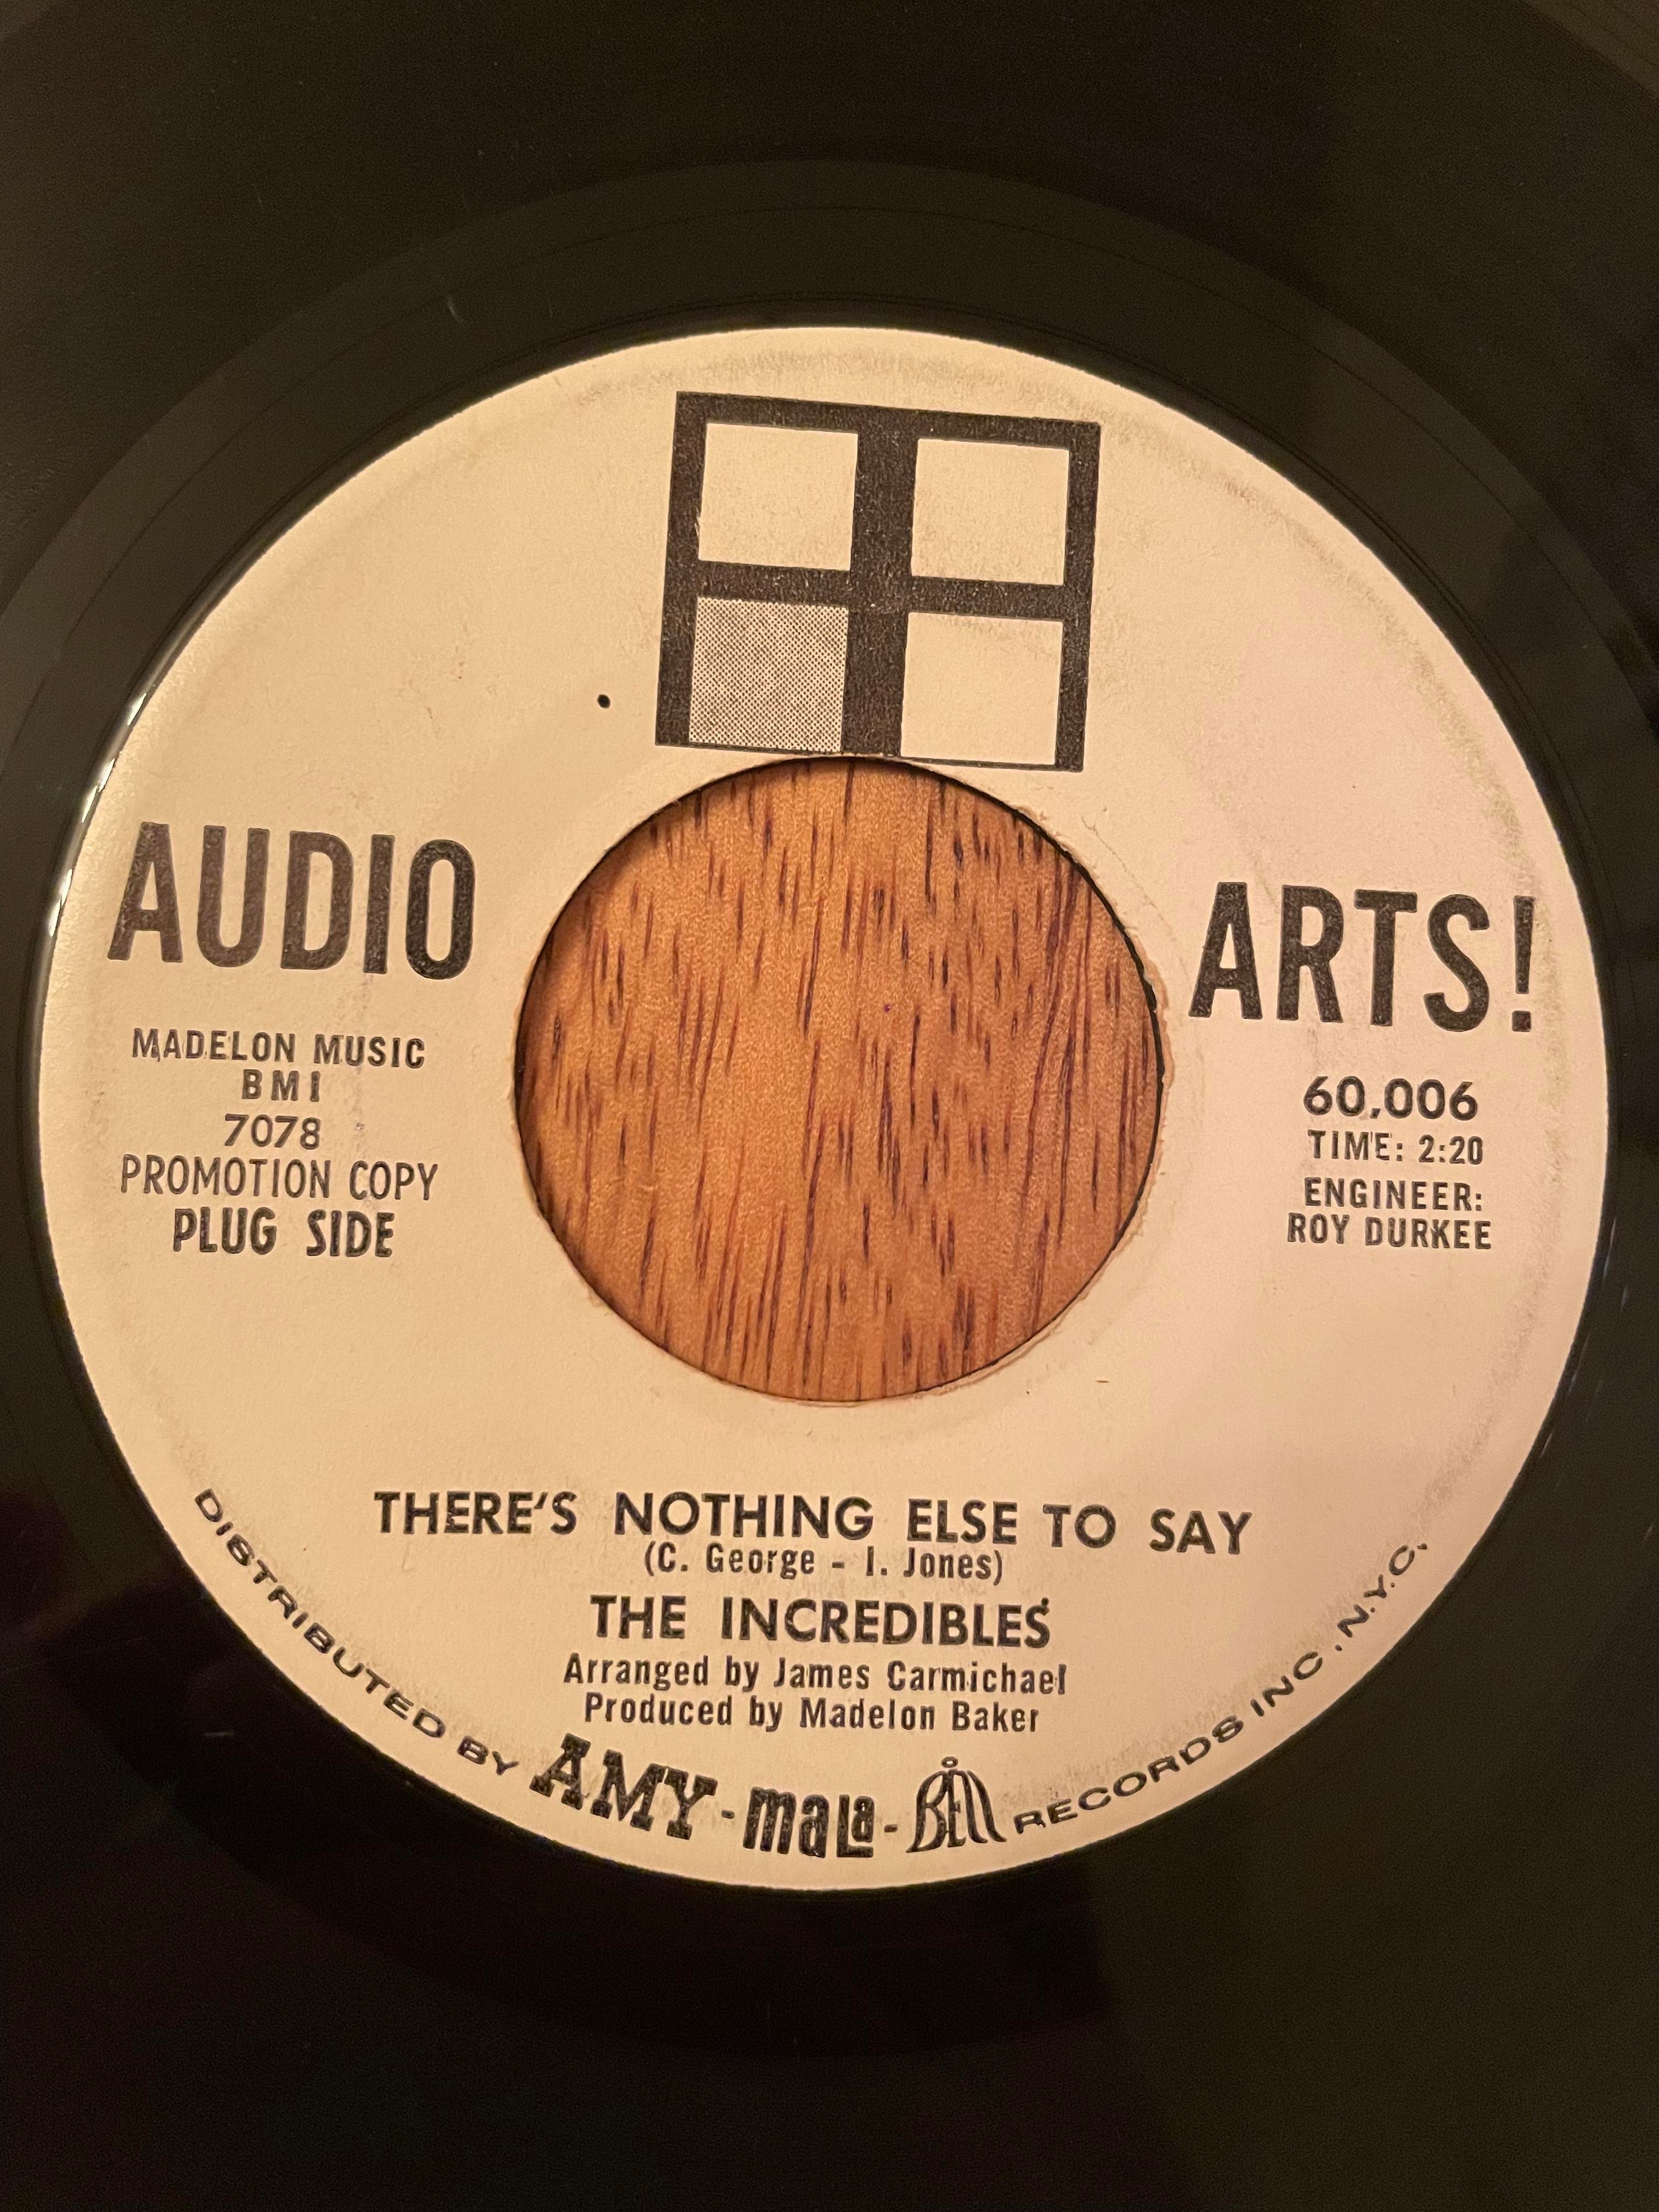 AUDIO
ARTS!
MADELON MUSIC
BMI
7078
PROMOTION COPY
PLUG SIDE
60,006
TIME: 2:20
ENGINEER:
ROY DURKEE
THERE'S NOTHING ELSE TO SAY
(C. George - I. Jones)
THE INCREDIBLES
Arranged by James Carmichael
Produced by Madelon Baker
DISTRIBUTED BY AMY - mala - BELL RECORDS INC. N.Y.C.